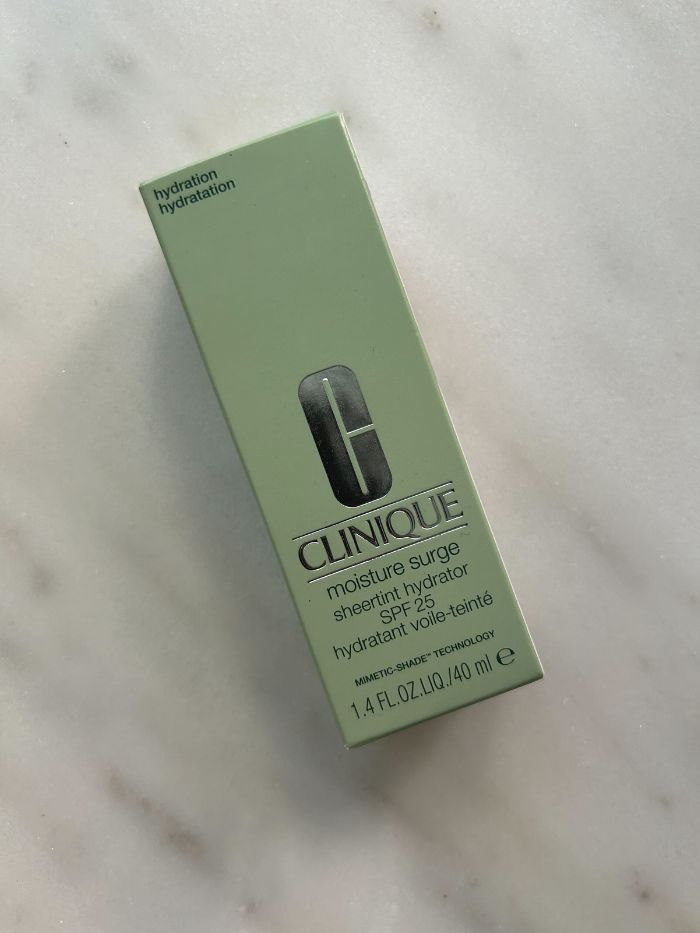 hydration
hydratation
CLINIQUE
moisture surge™
sheertint hydrator
SPF 25
hydratant voile-teinté
MIMETIC-SHADE™ TECHNOLOGY
1.4 FL.OZ.LIQ./40 ml ℮